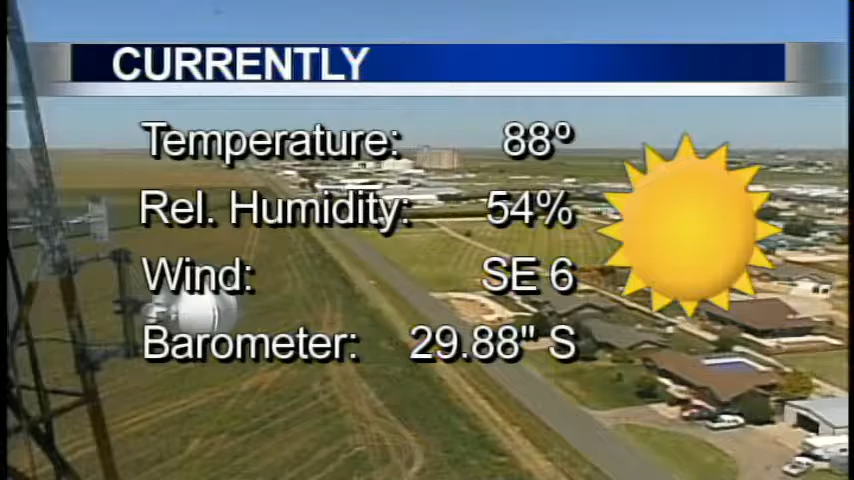 CURRENTLY
Temperature: 88º
Rel. Humidity: 54%
Wind: SE 6
Barometer: 29.88" S